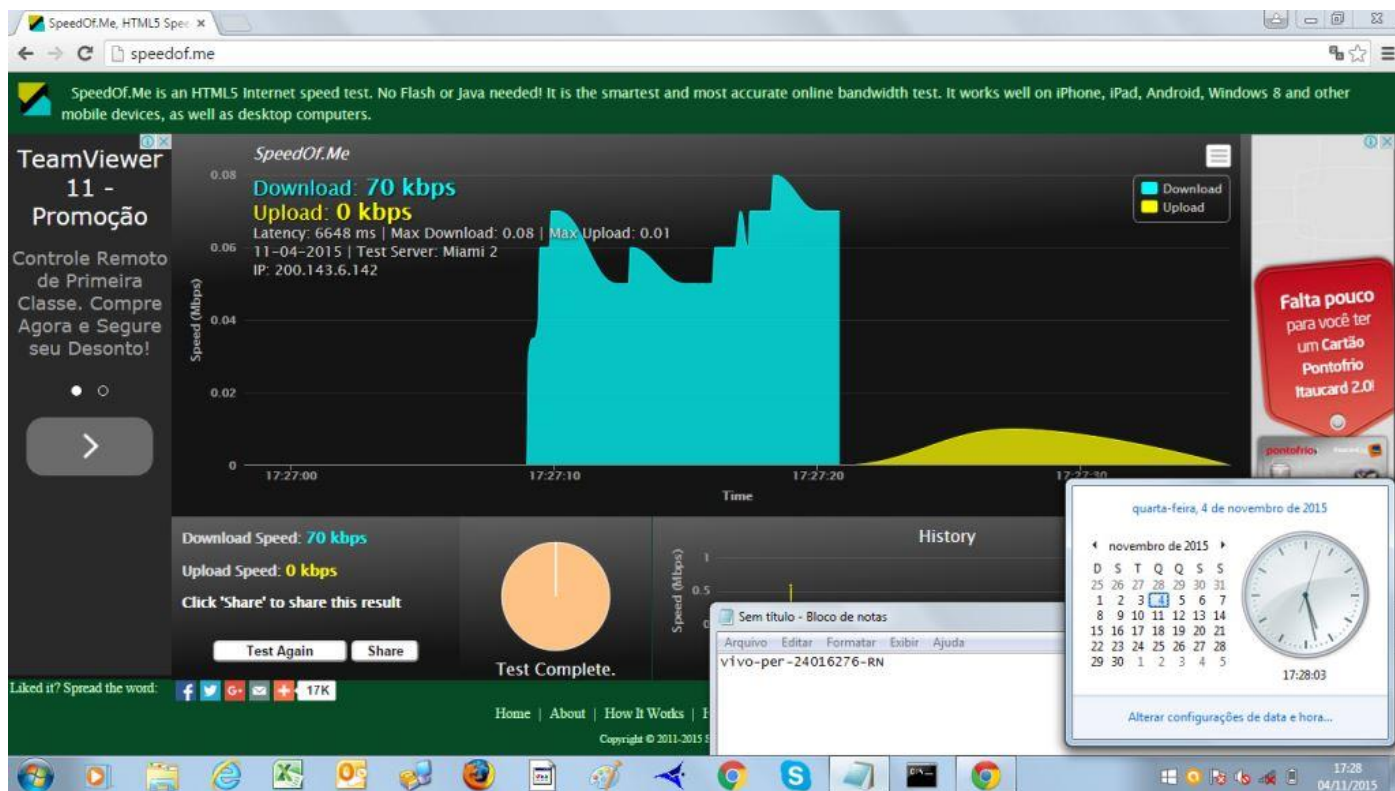 SpeedOf.Me, HTML5 Spee
speedof.me
SpeedOf.Me is an HTML5 Internet speed test. No Flash or Java needed! It is the smartest and most accurate online bandwidth test. It works well on iPhone, iPad, Android, Windows 8 and other
mobile devices, as well as desktop computers.
TeamViewer
11 -
Promoção
Controle Remoto
de Primeira
Classe. Compre
Agora e Segure
seu Desonto!
SpeedOf.Me
Download: 70 kbps
Upload: 0 kbps
Latency: 6648 ms | Max Download: 0.08 | Max Upload: 0.01
11-04-2015 | Test Server: Miami 2
IP: 200.143.6.142
Download
Upload
Speed (Mbps)
0.08
0.06
0.04
0.02
0
17:27:00 17:27:10 17:27:20 17:27:30
Time
Falta pouco
para você ter
um Cartão
Pontofrio
Itaucard 2.0!
pontofrio
Download Speed: 70 kbps
Upload Speed: 0 kbps
Click 'Share' to share this result
Test Again Share
Test Complete.
History
Speed (Mbps)
1
0.5
0
Liked it? Spread the word:
17K
Home | About | How It Works |
Copyright © 2011-2015
Sem título - Bloco de notas
Arquivo Editar Formatar Exibir Ajuda
vivo-per-24016276-RN
quarta-feira, 4 de novembro de 2015
novembro de 2015
D S T Q Q S S
25 26 27 28 29 30 31
1 2 3 4 5 6 7
8 9 10 11 12 13 14
15 16 17 18 19 20 21
22 23 24 25 26 27 28
29 30 1 2 3 4 5
17:28:03
Alterar configurações de data e hora...
17:28
04/11/2015